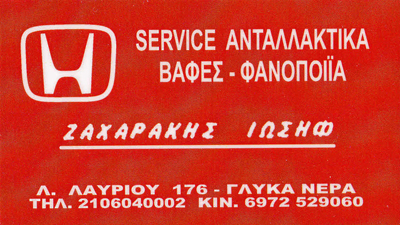 SERVICE ΑΝΤΑΛΛΑΚΤΙΚΑ
ΒΑΦΕΣ - ΦΑΝΟΠΟΙΪΑ
ΖΑΧΑΡΑΚΗΣ ΙΩΣΗΦ
Λ. ΛΑΥΡΙΟΥ 176 - ΓΛΥΚΑ ΝΕΡΑ
ΤΗΛ. 2106040002 ΚΙΝ. 6972 529060